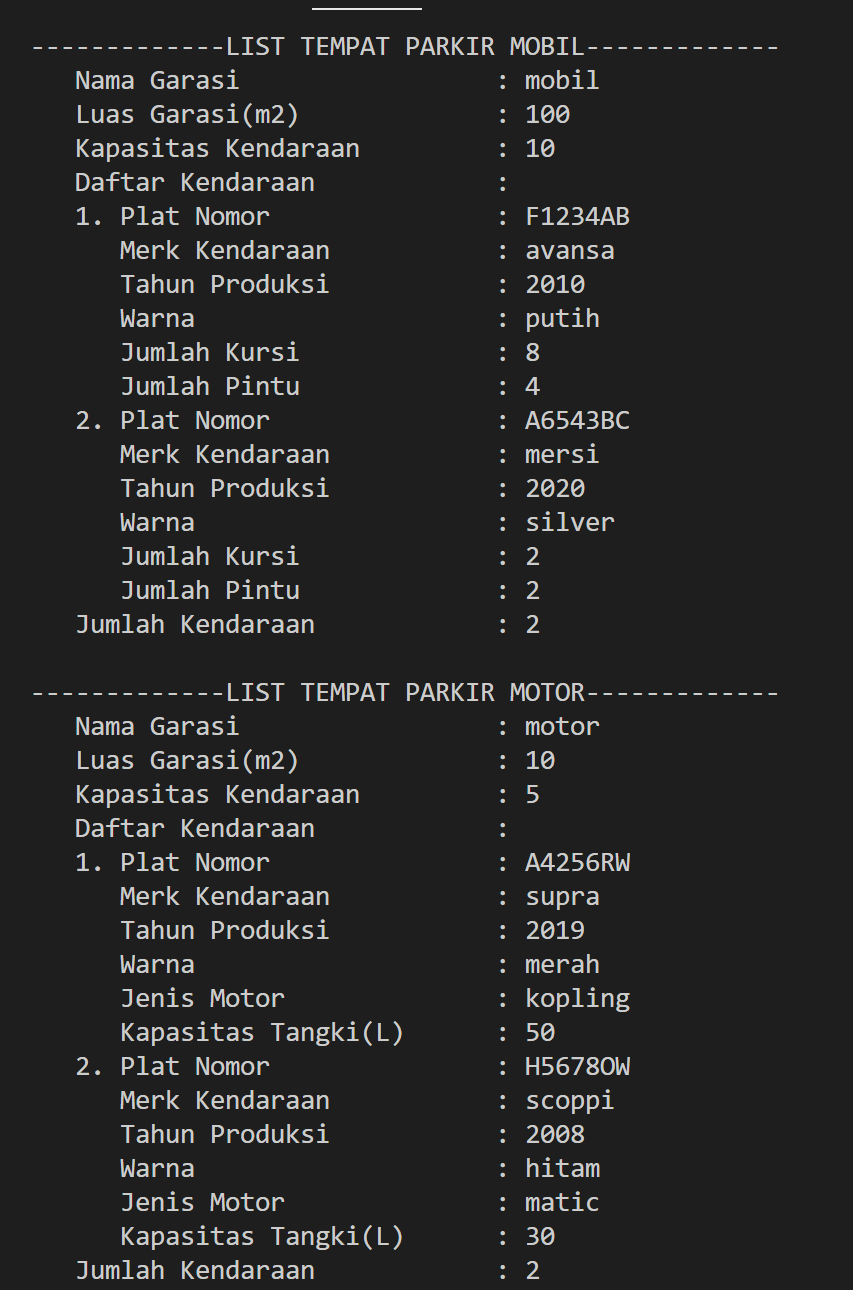 -------------LIST TEMPAT PARKIR MOBIL-------------
Nama Garasi : mobil
Luas Garasi(m2) : 100
Kapasitas Kendaraan : 10
Daftar Kendaraan :
1. Plat Nomor : F1234AB
Merk Kendaraan : avansa
Tahun Produksi : 2010
Warna : putih
Jumlah Kursi : 8
Jumlah Pintu : 4
2. Plat Nomor : A6543BC
Merk Kendaraan : mersi
Tahun Produksi : 2020
Warna : silver
Jumlah Kursi : 2
Jumlah Pintu : 2
Jumlah Kendaraan : 2
-------------LIST TEMPAT PARKIR MOTOR-------------
Nama Garasi : motor
Luas Garasi(m2) : 10
Kapasitas Kendaraan : 5
Daftar Kendaraan :
1. Plat Nomor : A4256RW
Merk Kendaraan : supra
Tahun Produksi : 2019
Warna : merah
Jenis Motor : kopling
Kapasitas Tangki(L) : 50
2. Plat Nomor : H5678OW
Merk Kendaraan : scoppi
Tahun Produksi : 2008
Warna : hitam
Jenis Motor : matic
Kapasitas Tangki(L) : 30
Jumlah Kendaraan : 2